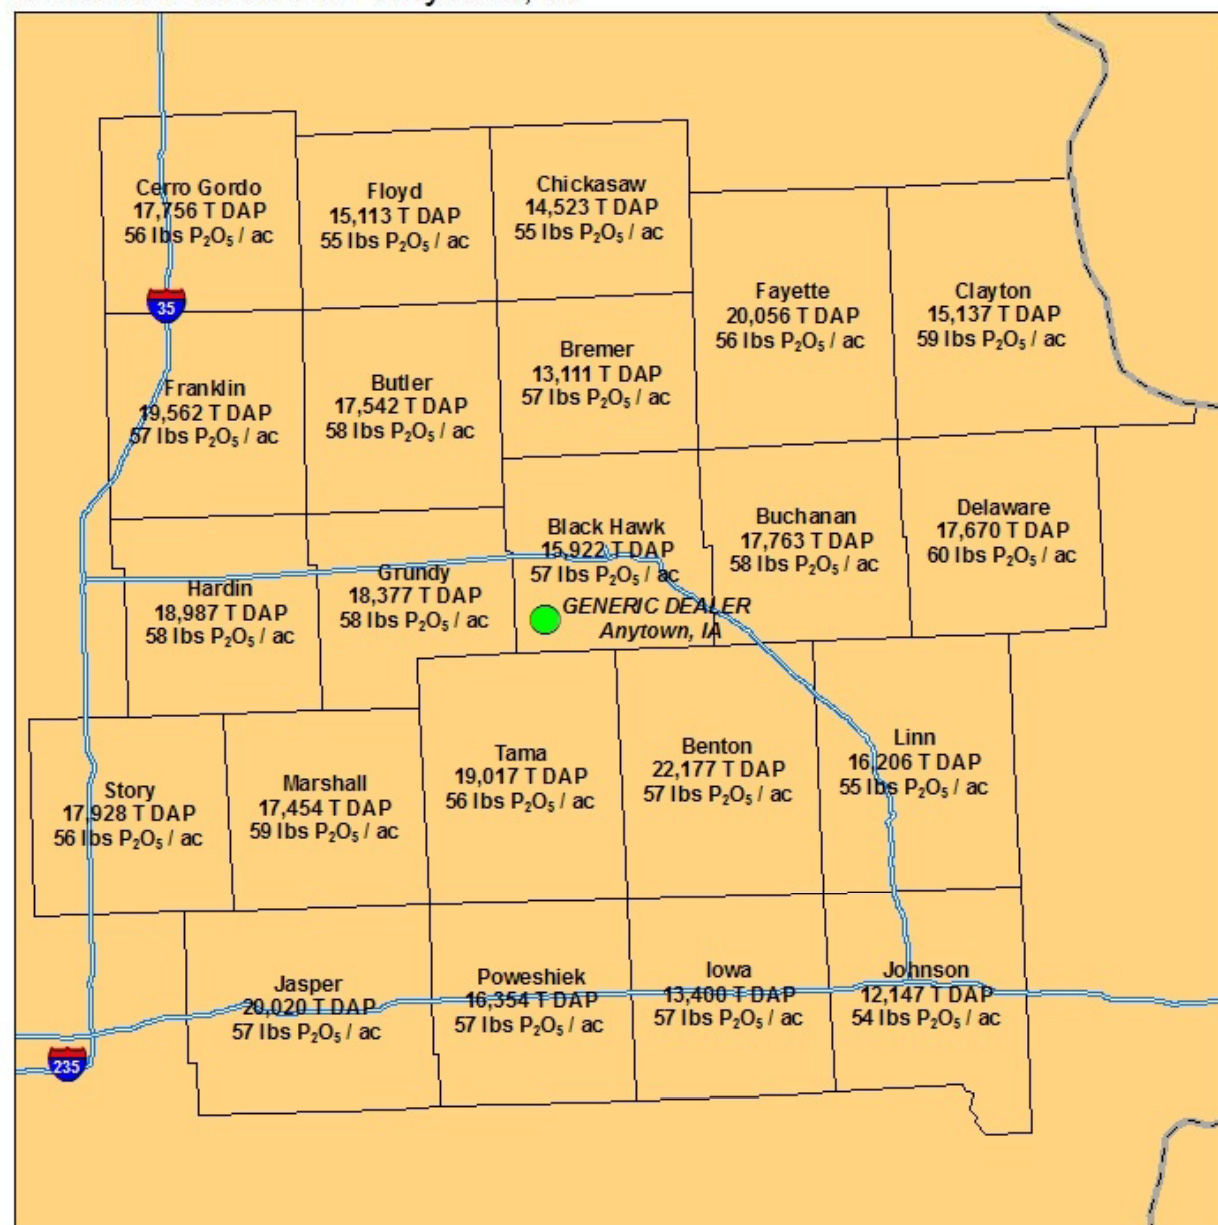 Cerro Gordo
17,756 T DAP
56 lbs P₂O₅ / ac
Floyd
15,113 T DAP
55 lbs P₂O₅ / ac
Chickasaw
14,523 T DAP
55 lbs P₂O₅ / ac
Fayette
20,056 T DAP
56 lbs P₂O₅ / ac
Clayton
15,137 T DAP
59 lbs P₂O₅ / ac
35
Franklin
19,562 T DAP
57 lbs P₂O₅ / ac
Butler
17,542 T DAP
58 lbs P₂O₅ / ac
Bremer
13,111 T DAP
57 lbs P₂O₅ / ac
Hardin
18,987 T DAP
58 lbs P₂O₅ / ac
Grundy
18,377 T DAP
58 lbs P₂O₅ / ac
Black Hawk
15,922 T DAP
57 lbs P₂O₅ / ac
GENERIC DEALER
Anytown, IA
Buchanan
17,763 T DAP
58 lbs P₂O₅ / ac
Delaware
17,670 T DAP
60 lbs P₂O₅ / ac
Story
17,928 T DAP
56 lbs P₂O₅ / ac
Marshall
17,454 T DAP
59 lbs P₂O₅ / ac
Tama
19,017 T DAP
56 lbs P₂O₅ / ac
Benton
22,177 T DAP
57 lbs P₂O₅ / ac
Linn
16,206 T DAP
55 lbs P₂O₅ / ac
Jasper
20,020 T DAP
57 lbs P₂O₅ / ac
Poweshiek
16,354 T DAP
57 lbs P₂O₅ / ac
Iowa
13,400 T DAP
57 lbs P₂O₅ / ac
Johnson
12,147 T DAP
54 lbs P₂O₅ / ac
235